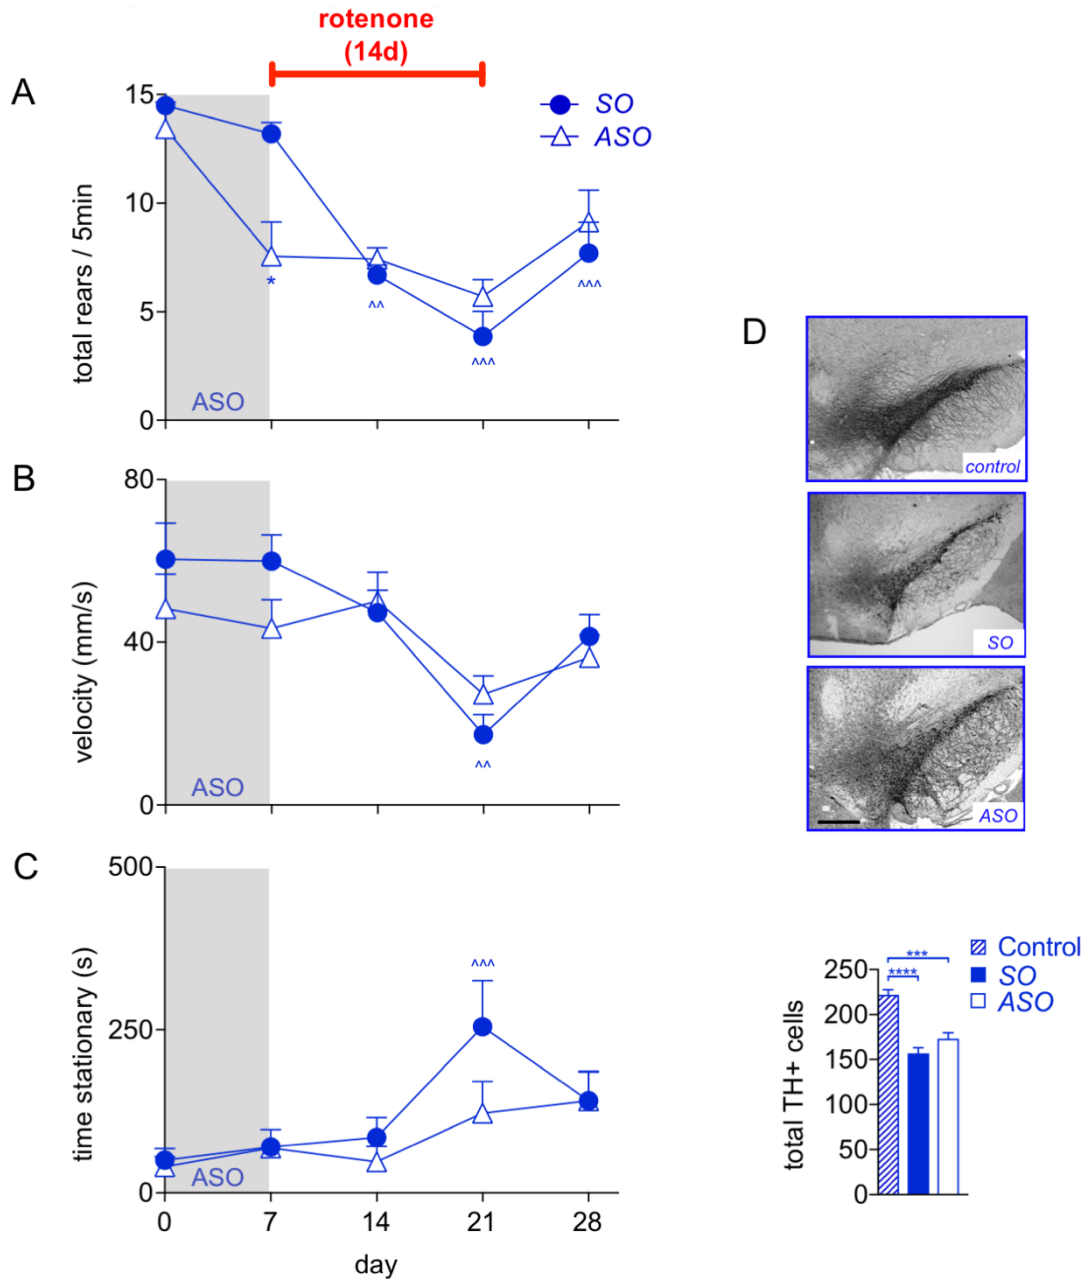 rotenone
(14d)
A
15
10
5
0
total rears / 5min
ASO
*
^^
^^^
^^^
SO
ASO
B
80
40
0
velocity (mm/s)
ASO
^^
C
500
250
0
time stationary (s)
ASO
^^^
0 7 14 21 28
day
D
control
SO
ASO
250
200
150
100
50
0
total TH+ cells
***
****
Control
SO
ASO